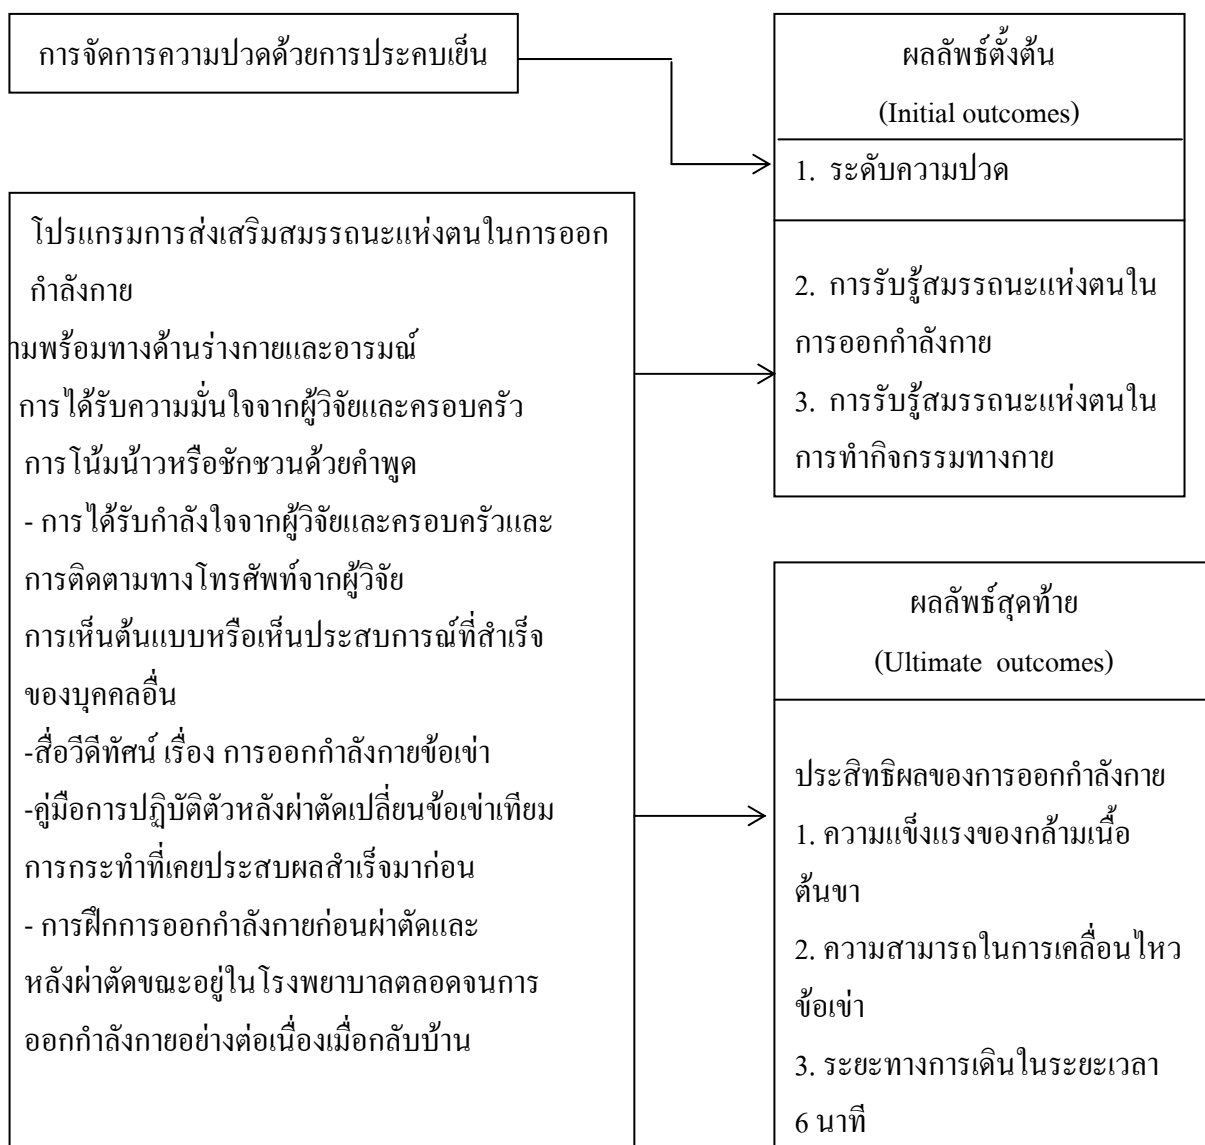 การจัดการความปวดด้วยการประคบเย็น
โปรแกรมการส่งเสริมสมรรถนะแห่งตนในการออก
กำลังกาย
ามพร้อมทางด้านร่างกายและอารมณ์
การได้รับความมั่นใจจากผู้วิจัยและครอบครัว
การโน้มน้าวหรือชักชวนด้วยคำพูด
- การได้รับกำลังใจจากผู้วิจัยและครอบครัวและ
การติดตามทางโทรศัพท์จากผู้วิจัย
การเห็นต้นแบบหรือเห็นประสบการณ์ที่สำเร็จ
ของบุคคลอื่น
-สื่อวีดีทัศน์ เรื่อง การออกกำลังกายข้อเข่า
-คู่มือการปฏิบัติตัวหลังผ่าตัดเปลี่ยนข้อเข่าเทียม
การกระทำที่เคยประสบผลสำเร็จมาก่อน
- การฝึกการออกกำลังกายก่อนผ่าตัดและ
หลังผ่าตัดขณะอยู่ในโรงพยาบาลตลอดจนการ
ออกกำลังกายอย่างต่อเนื่องเมื่อกลับบ้าน
ผลลัพธ์ตั้งต้น
(Initial outcomes)
1. ระดับความปวด
2. การรับรู้สมรรถนะแห่งตนใน
การออกกำลังกาย
3. การรับรู้สมรรถนะแห่งตนใน
การทำกิจกรรมทางกาย
ผลลัพธ์สุดท้าย
(Ultimate outcomes)
ประสิทธิผลของการออกกำลังกาย
1. ความแข็งแรงของกล้ามเนื้อ
ต้นขา
2. ความสามารถในการเคลื่อนไหว
ข้อเข่า
3. ระยะทางการเดินในระยะเวลา
6 นาที